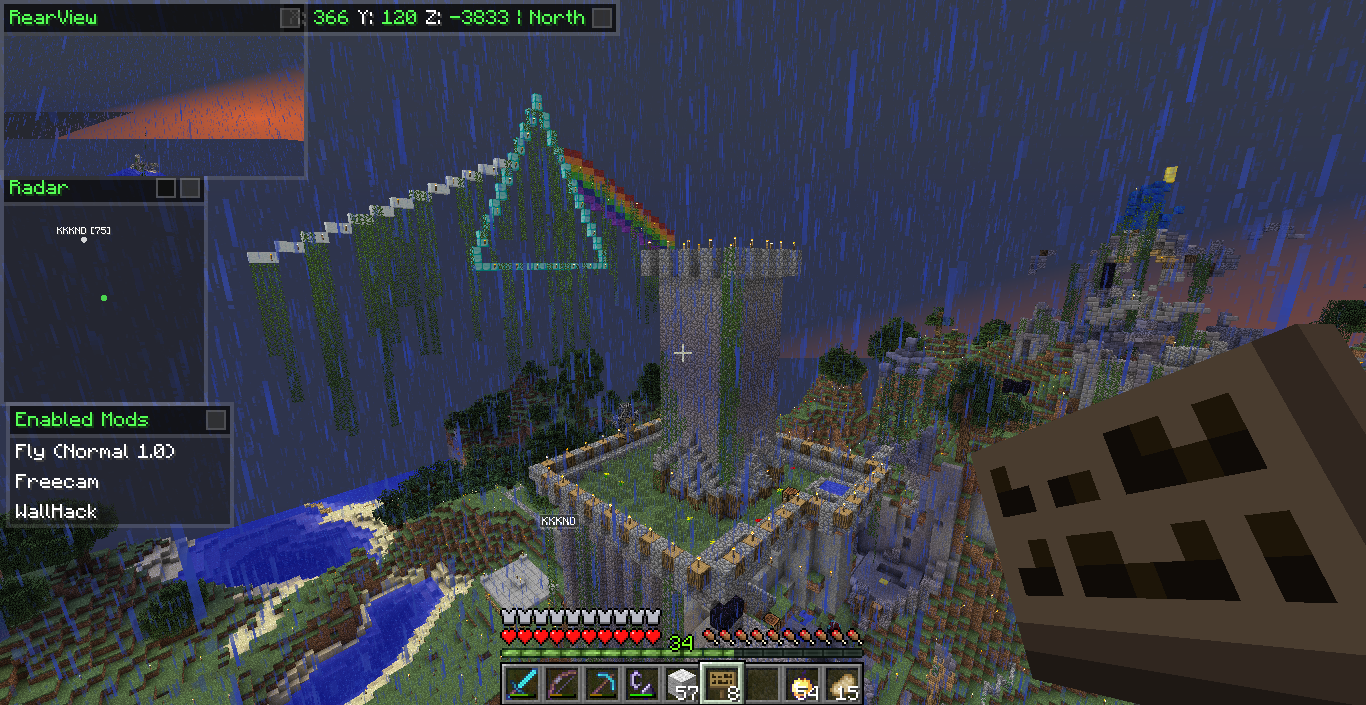 RearView
X: 366 Y: 120 Z: -3833 | North
Radar
KKKND [75]
Enabled Mods
Fly (Normal 1.0)
Freecam
WallHack
KKKND
34
57
8
54
15